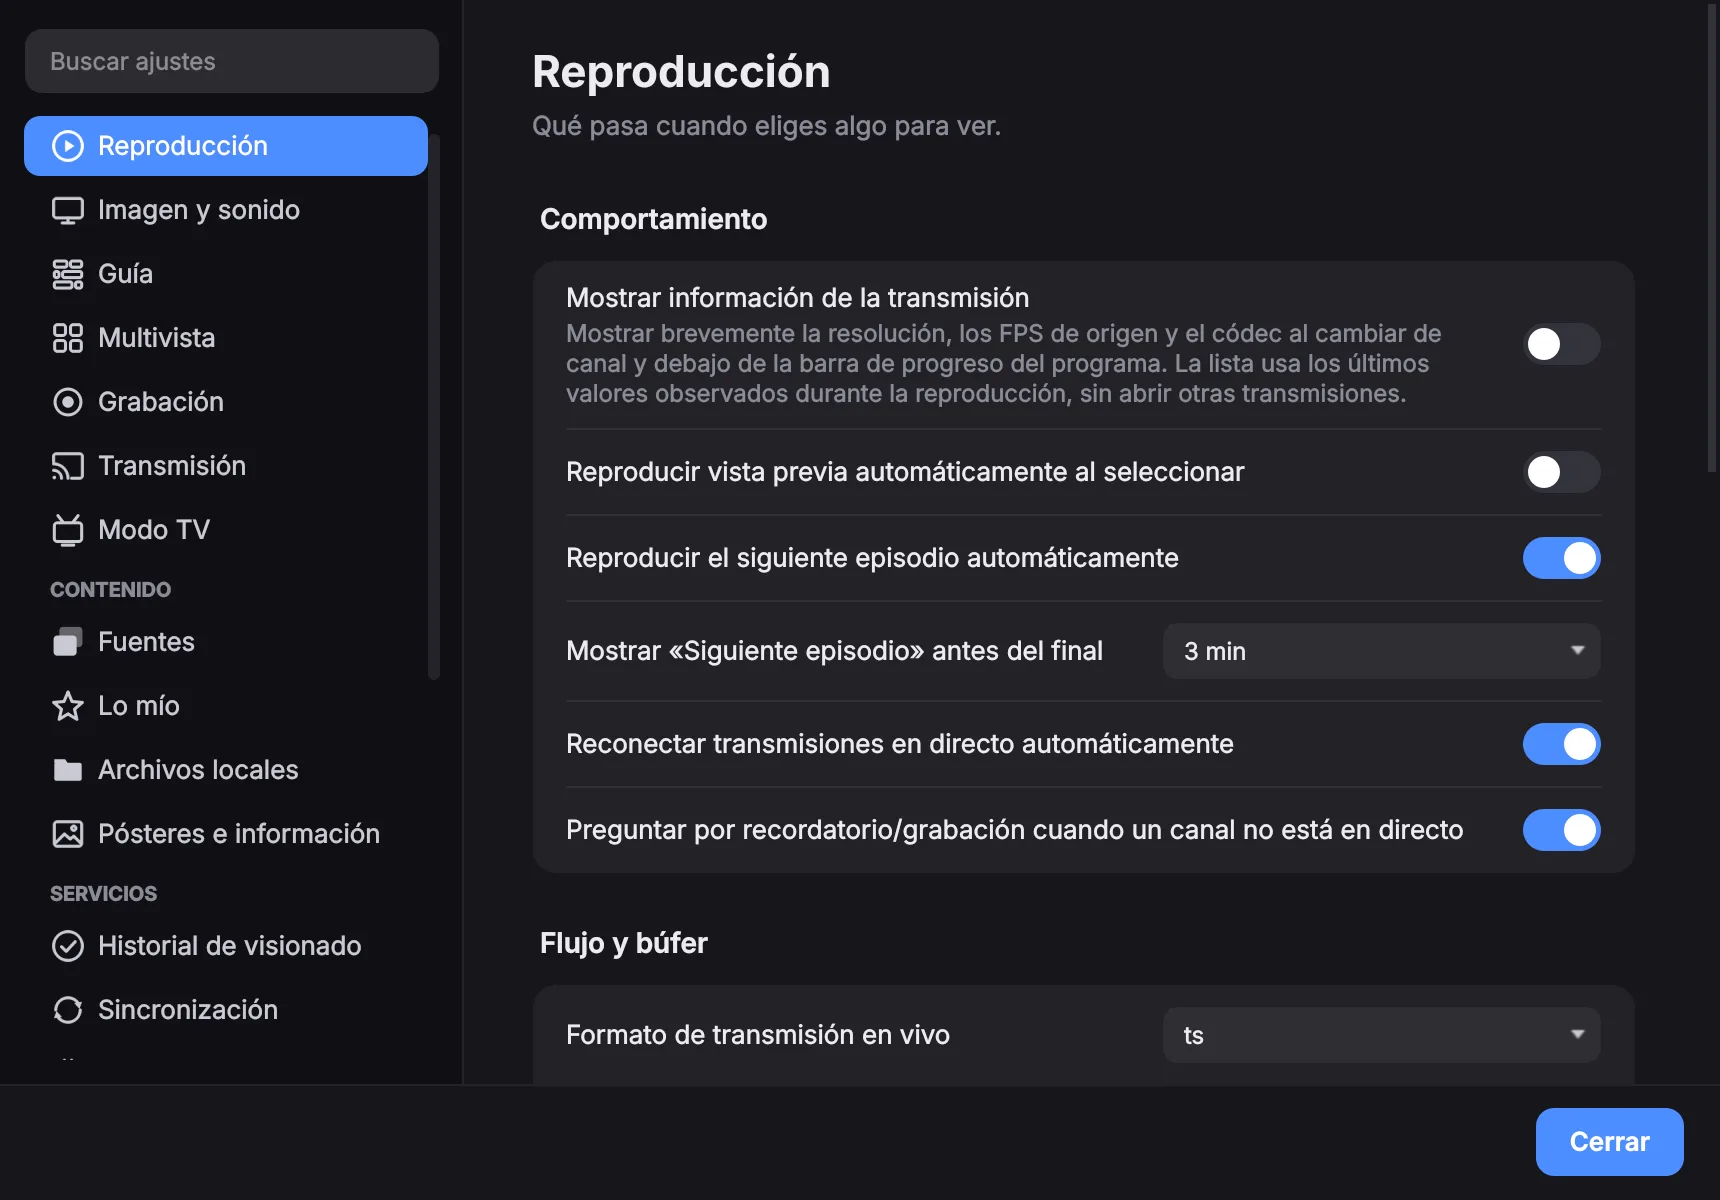 Buscar ajustes
Reproducción
Imagen y sonido
Guía
Multivista
Grabación
Transmisión
Modo TV
CONTENIDO
Fuentes
Lo mío
Archivos locales
Pósteres e información
SERVICIOS
Historial de visionado
Sincronización
Reproducción
Qué pasa cuando eliges algo para ver.
Comportamiento
Mostrar información de la transmisión
Mostrar brevemente la resolución, los FPS de origen y el códec al cambiar de
canal y debajo de la barra de progreso del programa. La lista usa los últimos
valores observados durante la reproducción, sin abrir otras transmisiones.
Reproducir vista previa automáticamente al seleccionar
Reproducir el siguiente episodio automáticamente
Mostrar «Siguiente episodio» antes del final
3 min
Reconectar transmisiones en directo automáticamente
Preguntar por recordatorio/grabación cuando un canal no está en directo
Flujo y búfer
Formato de transmisión en vivo
ts
Cerrar